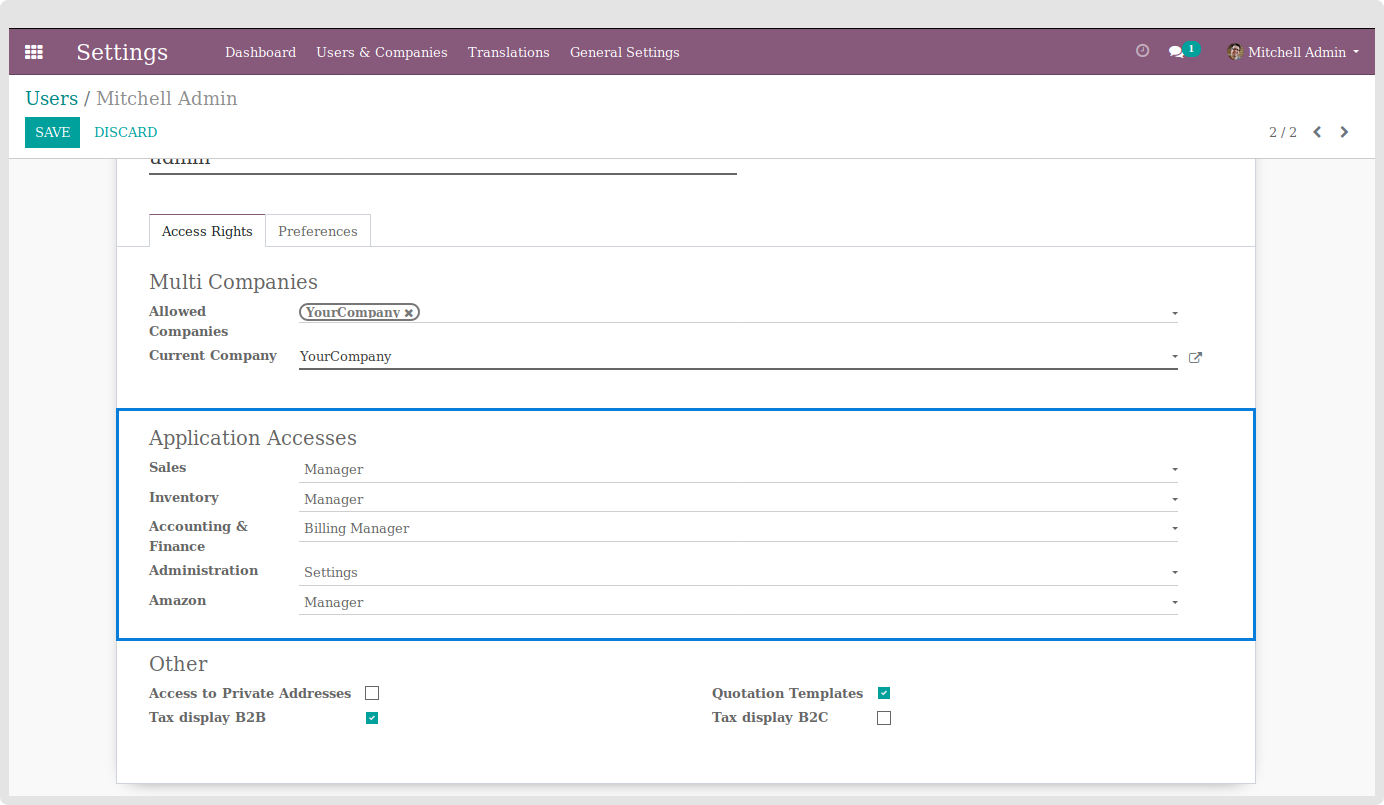 Settings Dashboard Users & Companies Translations General Settings 1 Mitchell Admin
Users / Mitchell Admin
SAVE DISCARD 2 / 2
admin
Access Rights Preferences
Multi Companies
Allowed Companies YourCompany
Current Company YourCompany
Application Accesses
Sales Manager
Inventory Manager
Accounting & Finance Billing Manager
Administration Settings
Amazon Manager
Other
Access to Private Addresses Quotation Templates
Tax display B2B Tax display B2C